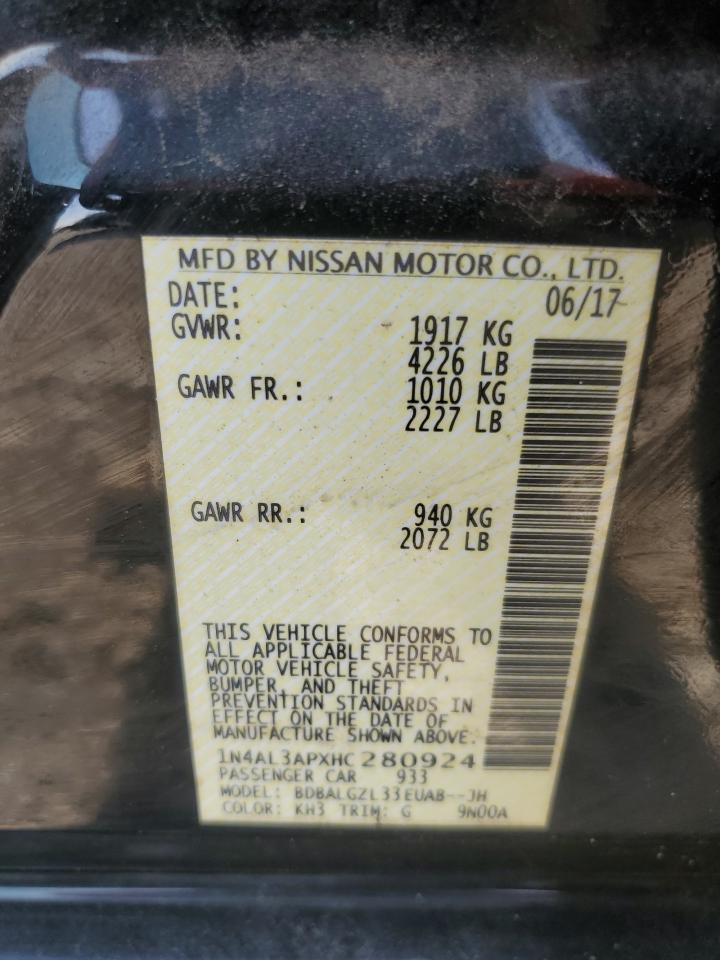 MFD BY NISSAN MOTOR CO., LTD.
DATE: 06/17
GVWR: 1917 KG
4226 LB
GAWR FR.: 1010 KG
2227 LB
GAWR RR.: 940 KG
2072 LB
THIS VEHICLE CONFORMS TO
ALL APPLICABLE FEDERAL
MOTOR VEHICLE SAFETY,
BUMPER, AND THEFT
PREVENTION STANDARDS IN
EFFECT ON THE DATE OF
MANUFACTURE SHOWN ABOVE.
1N4AL3APXHC280924
PASSENGER CAR 933
MODEL: BDBALGZL33EUAB--JH
COLOR: KH3 TRIM: G 9N00A